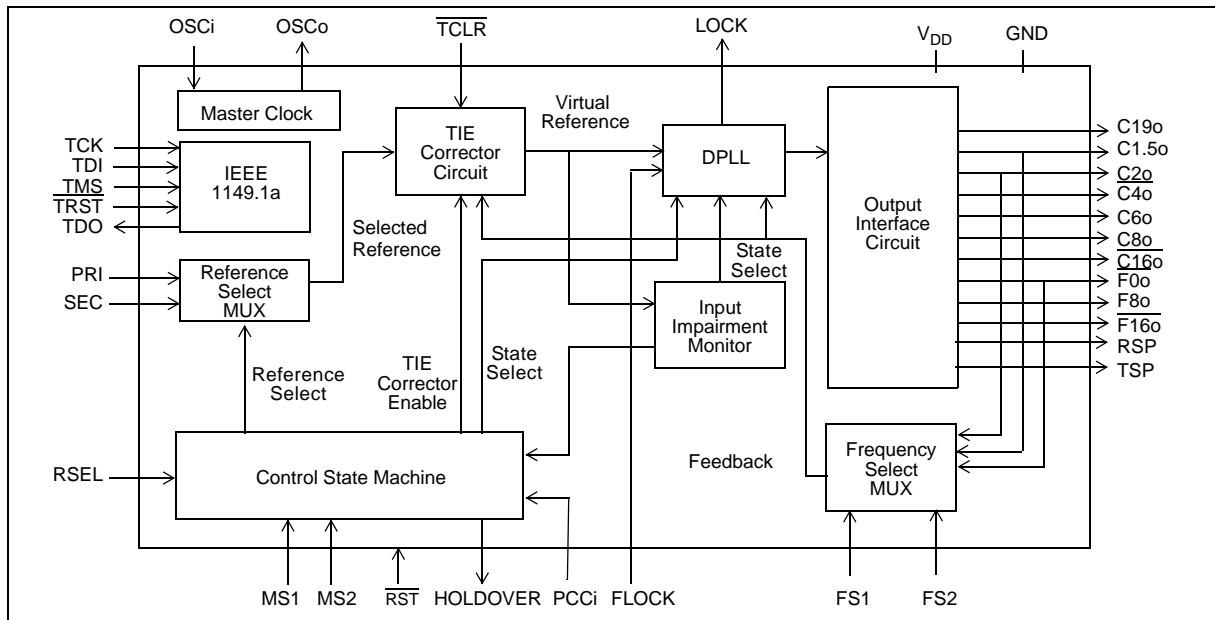 OSCi
OSCo
TCLR
LOCK
VDD
GND
Master Clock
TIE
Corrector
Circuit
Virtual
Reference
DPLL
Output
Interface
Circuit
TCK
TDI
TMS
TRST
TDO
IEEE
1149.1a
Selected
Reference
State
Select
C19o
C1.5o
C2o
C4o
C6o
C8o
C16o
F0o
F8o
F16o
RSP
TSP
PRI
SEC
Reference
Select
MUX
Input
Impairment
Monitor
Reference
Select
TIE
Corrector
Enable
State
Select
RSEL
Control State Machine
Feedback
Frequency
Select
MUX
MS1
MS2
RST
HOLDOVER
PCCi
FLOCK
FS1
FS2